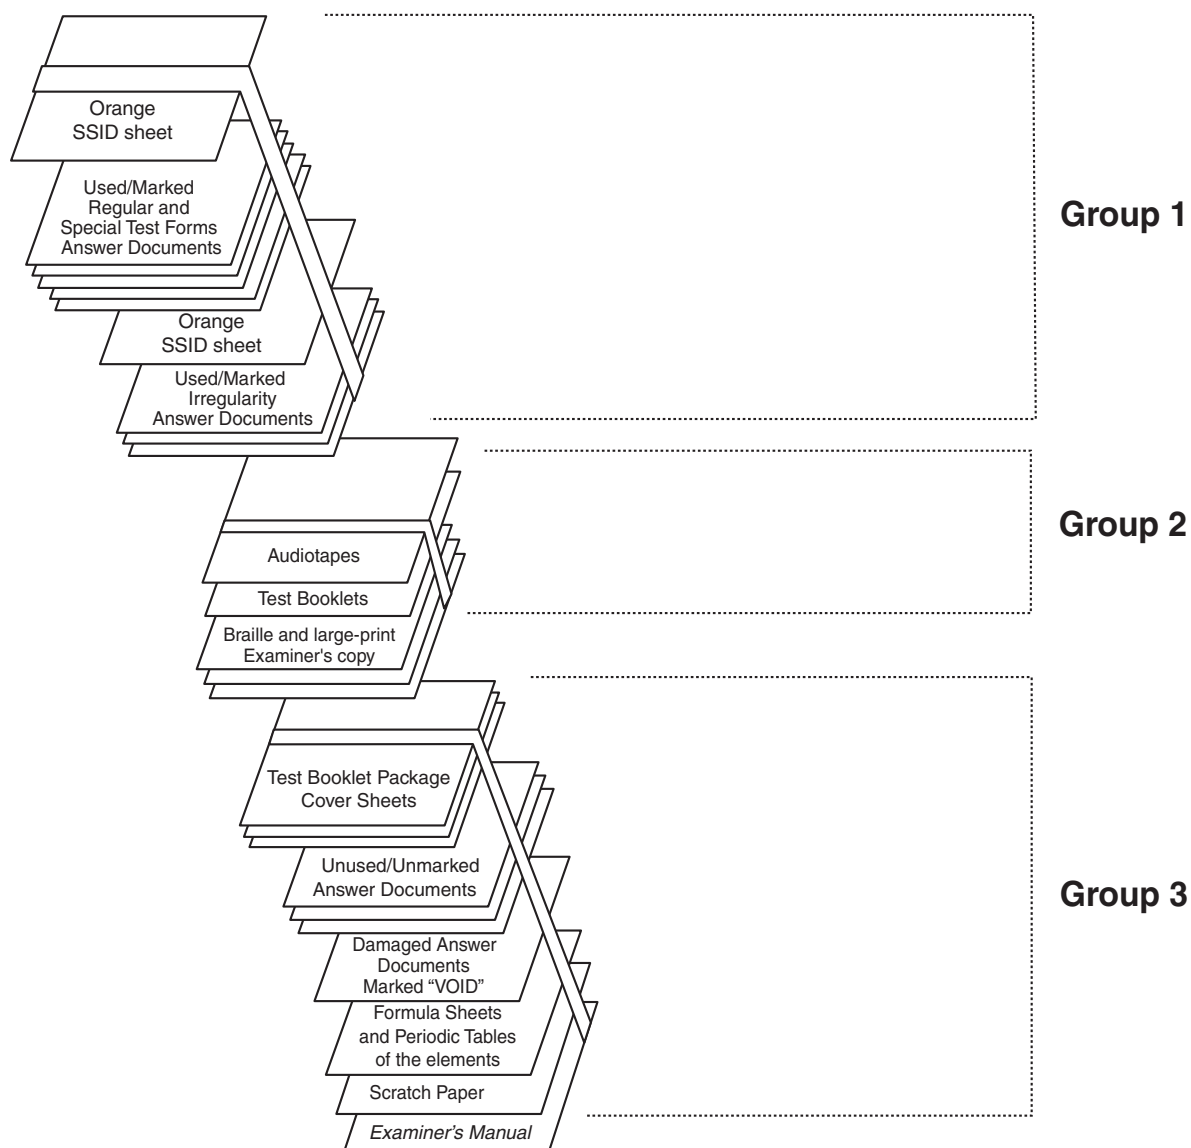 Orange
SSID sheet
Used/Marked
Regular and
Special Test Forms
Answer Documents
Orange
SSID sheet
Used/Marked
Irregularity
Answer Documents
Group 1
Audiotapes
Test Booklets
Braille and large-print
Examiner's copy
Group 2
Test Booklet Package
Cover Sheets
Unused/Unmarked
Answer Documents
Damaged Answer
Documents
Marked “VOID”
Formula Sheets
and Periodic Tables
of the elements
Scratch Paper
Examiner’s Manual
Group 3